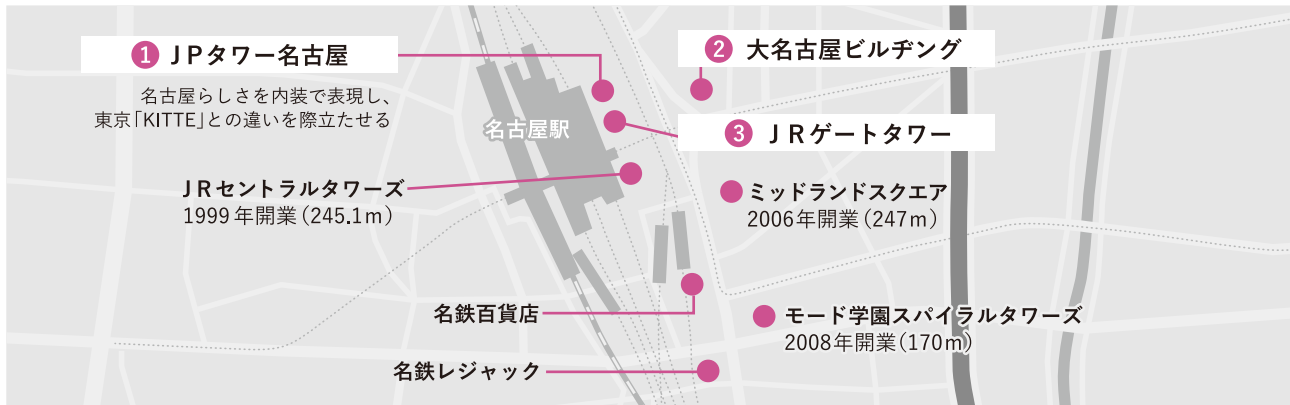 1 JPタワー名古屋
名古屋らしさを内装で表現し、
東京「KITTE」との違いを際立たせる
2 大名古屋ビルヂング
3 JRゲートタワー
名古屋駅
JRセントラルタワーズ
1999年開業(245.1m)
ミッドランドスクエア
2006年開業(247m)
名鉄百貨店
モード学園スパイラルタワーズ
2008年開業(170m)
名鉄レジャック